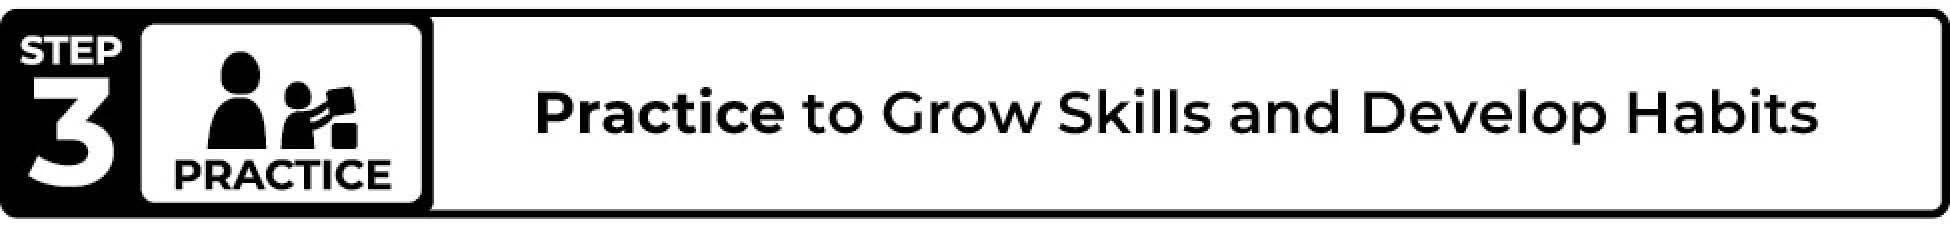 STEP
3
PRACTICE
Practice to Grow Skills and Develop Habits